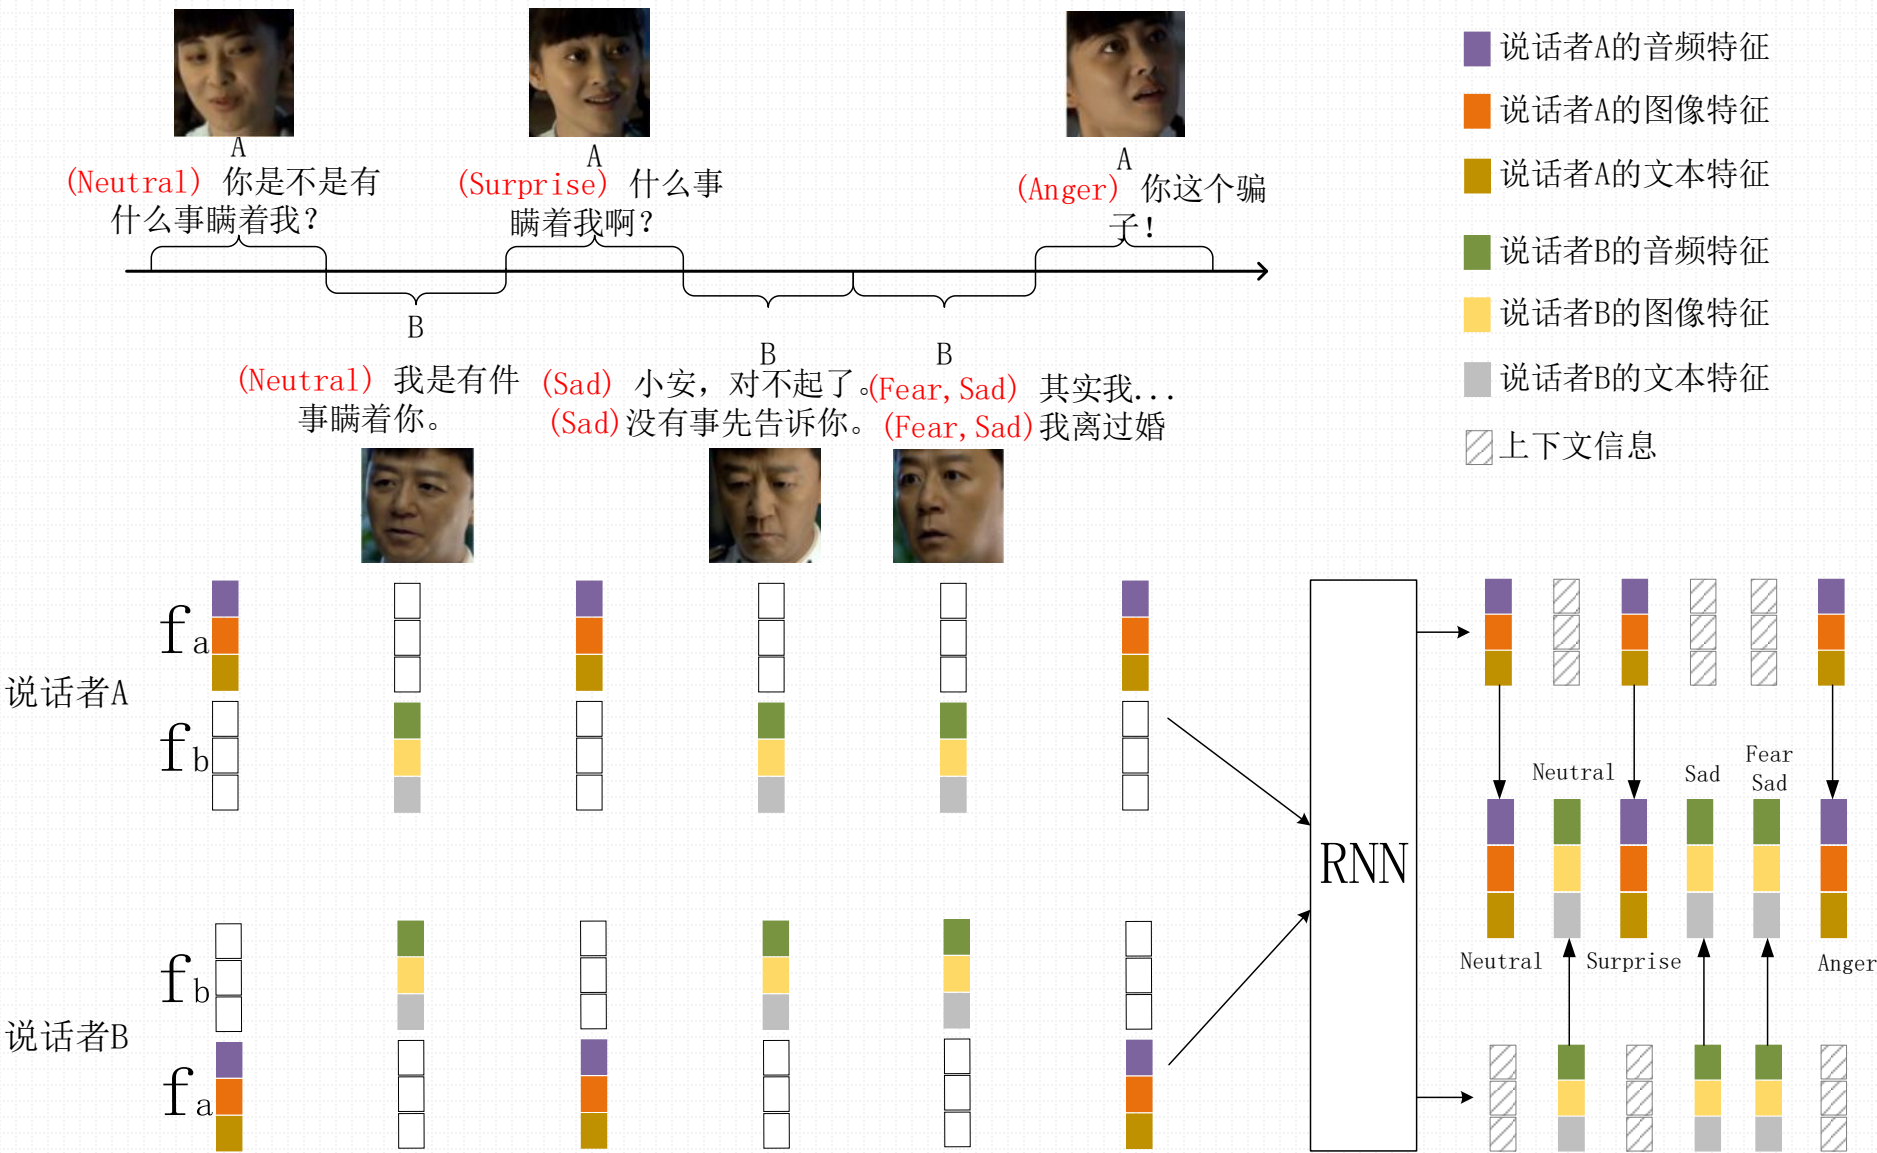 A
(Neutral) 你是不是有
什么事瞒着我?
A
(Surprise) 什么事
瞒着我啊?
A
(Anger) 你这个骗
子!
B
(Neutral) 我是有件
事瞒着你。
B
(Sad) 小安, 对不起了。
(Sad)没有事先告诉你。
B
(Fear,Sad) 其实我...
(Fear,Sad)我离过婚
说话者A的音频特征
说话者A的图像特征
说话者A的文本特征
说话者B的音频特征
说话者B的图像特征
说话者B的文本特征
上下文信息
说话者A
fa
fb
说话者B
fb
fa
RNN
Neutral
Sad
Fear
Sad
Neutral
Surprise
Anger